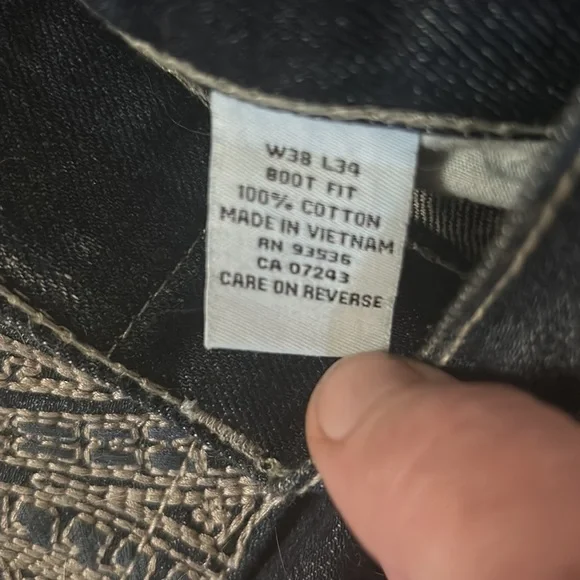 W38 L34
BOOT FIT
100% COTTON
MADE IN VIETNAM
RN 93536
CA 07243
CARE ON REVERSE